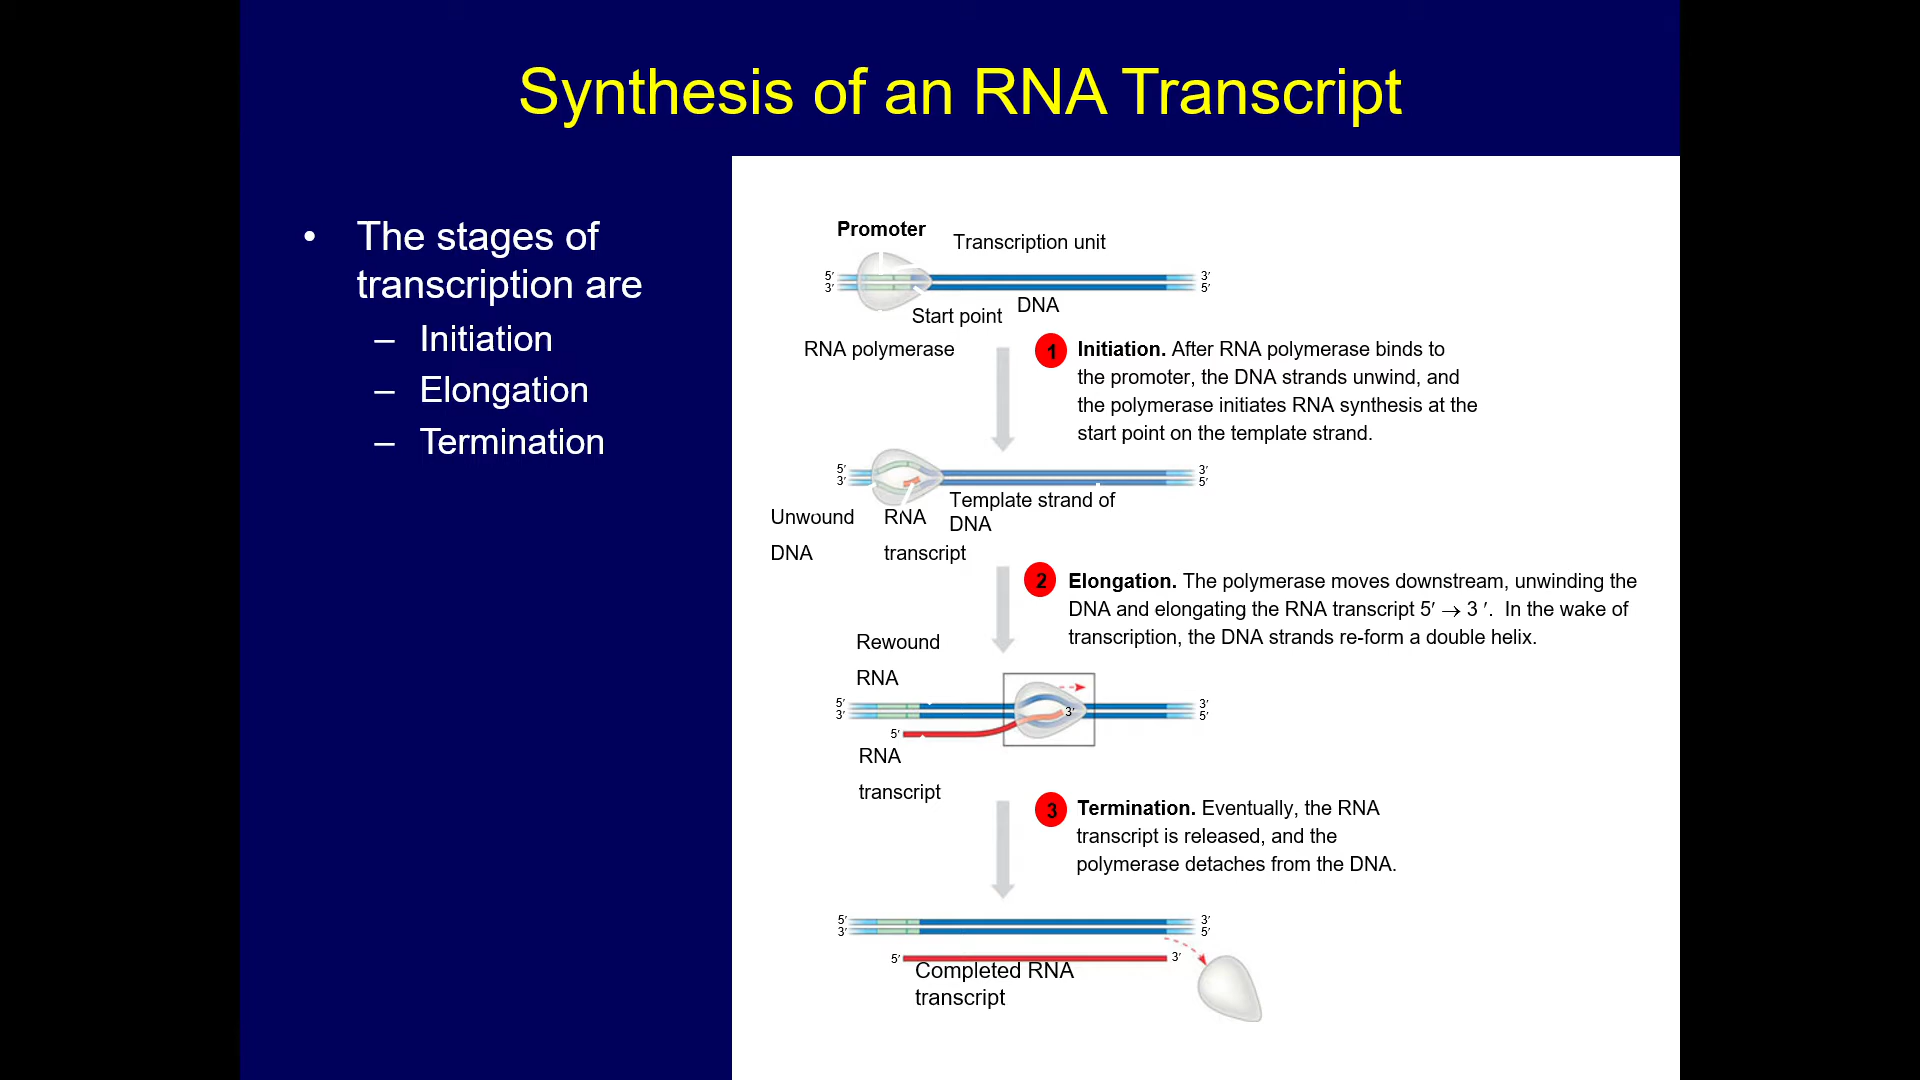 Synthesis of an RNA Transcript
• The stages of
transcription are
– Initiation
– Elongation
– Termination
Promoter
Transcription unit
5′ 3′
3′ 5′
DNA
Start point
RNA polymerase
1 Initiation. After RNA polymerase binds to
the promoter, the DNA strands unwind, and
the polymerase initiates RNA synthesis at the
start point on the template strand.
5′ 3′
3′ 5′
Template strand of
DNA
Unwound
DNA
RNA
transcript
2 Elongation. The polymerase moves downstream, unwinding the
DNA and elongating the RNA transcript 5′ → 3 ′. In the wake of
transcription, the DNA strands re-form a double helix.
Rewound
RNA
5′ 3′
3′ 3′ 5′
5′
RNA
transcript
3 Termination. Eventually, the RNA
transcript is released, and the
polymerase detaches from the DNA.
5′ 3′
3′ 5′
5′ 3′
Completed RNA
transcript